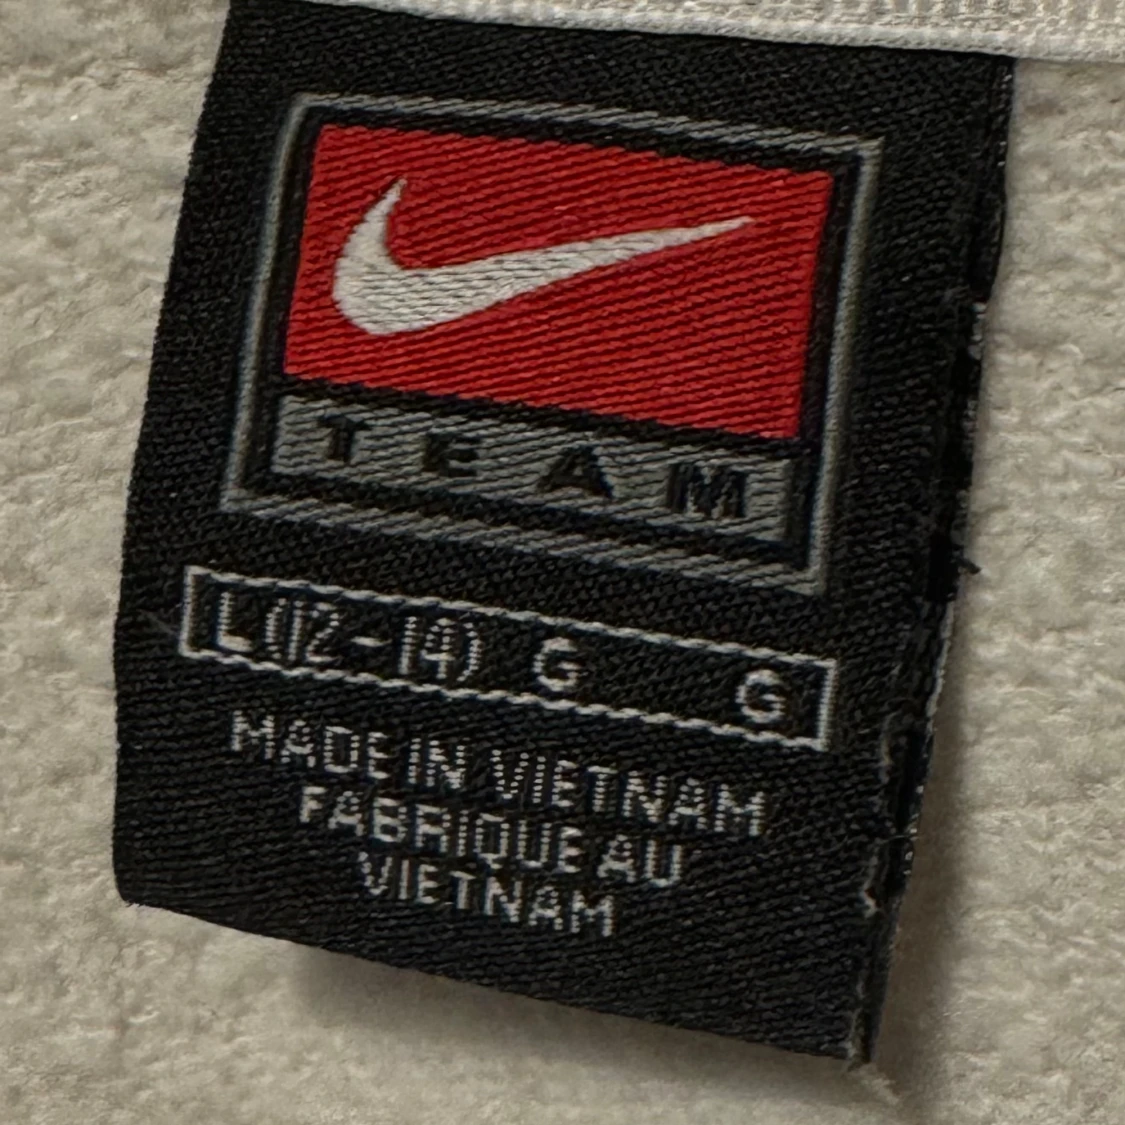 TEAM
L(12-14) G G
MADE IN VIETNAM
FABRIQUE AU
VIETNAM